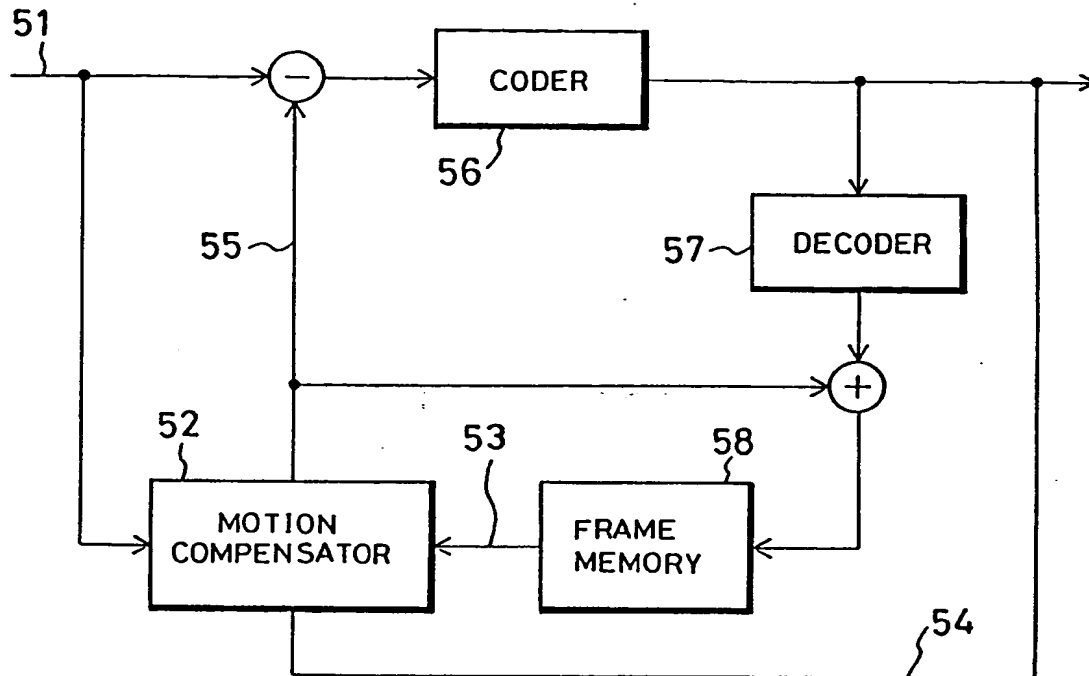 51
−
CODER
56
55
57
DECODER
+
52
53
58
MOTION
COMPENSATOR
FRAME
MEMORY
54